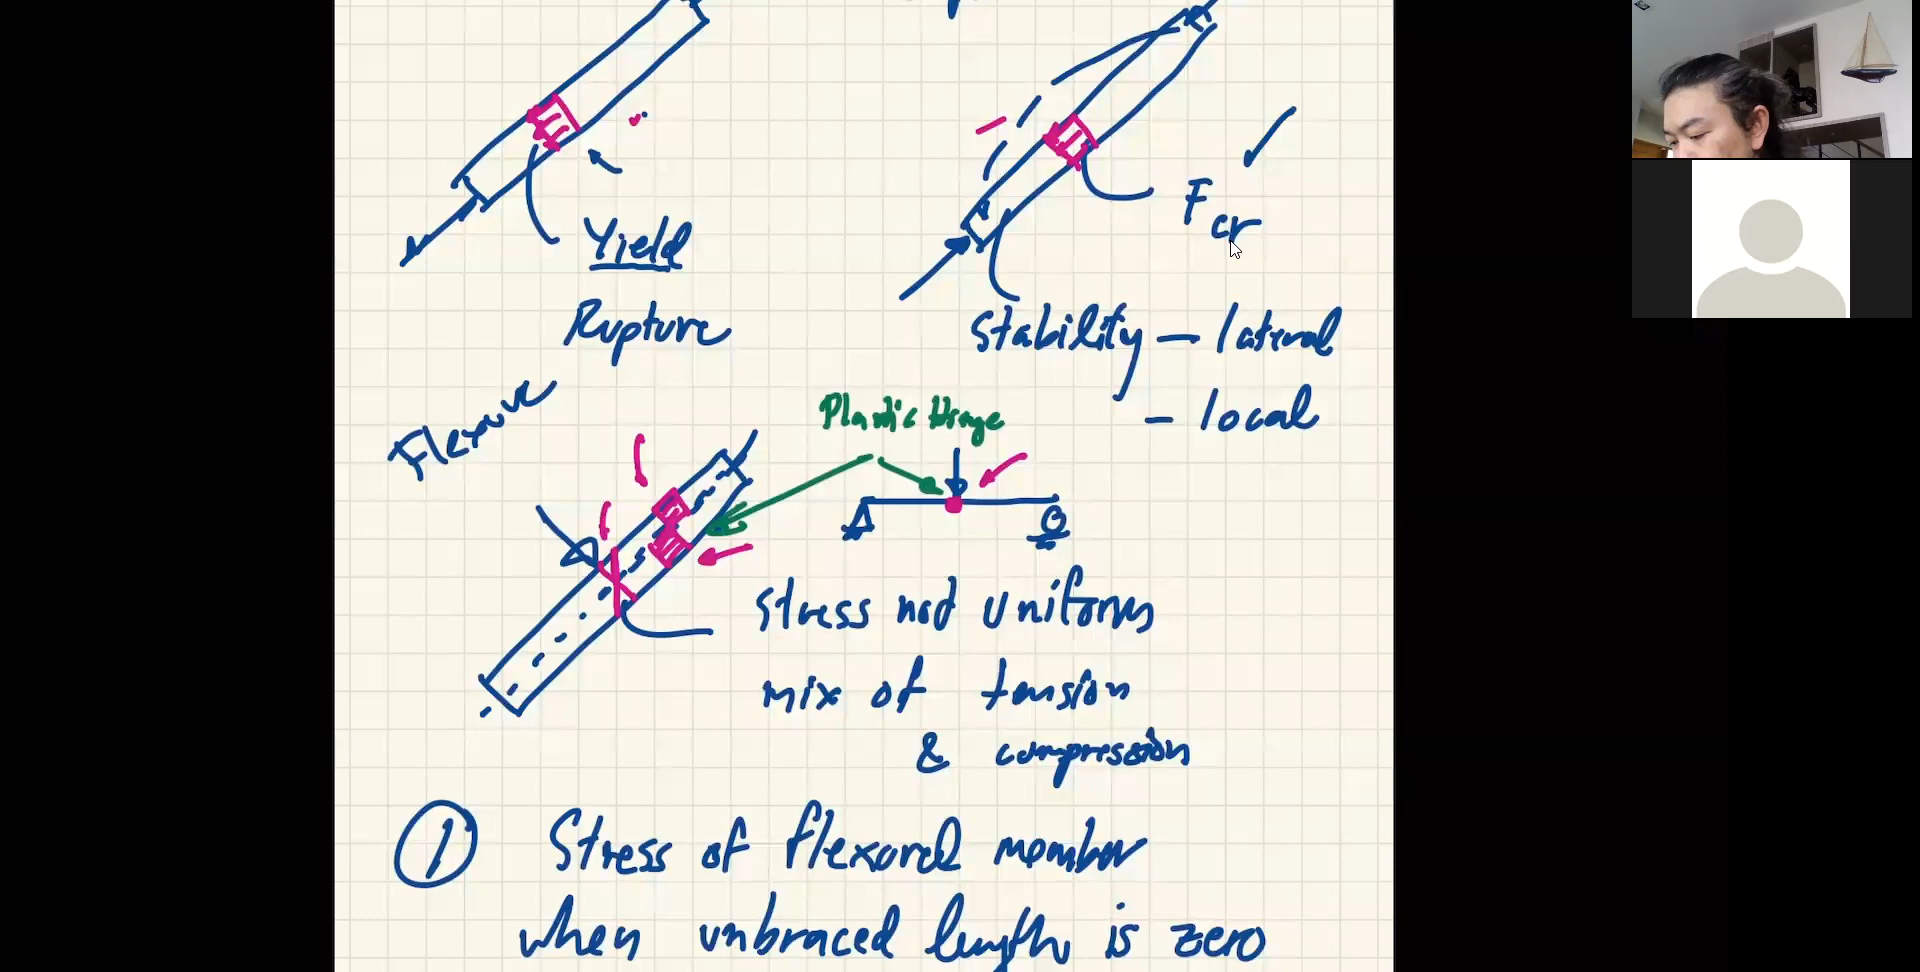 Yield
Rupture
Fcr
Stability - lateral
- local
Flexure
Plastic Hinge
Stress not uniform
mix of tension
& compression
① Stress of flexural member
when unbraced length is zero